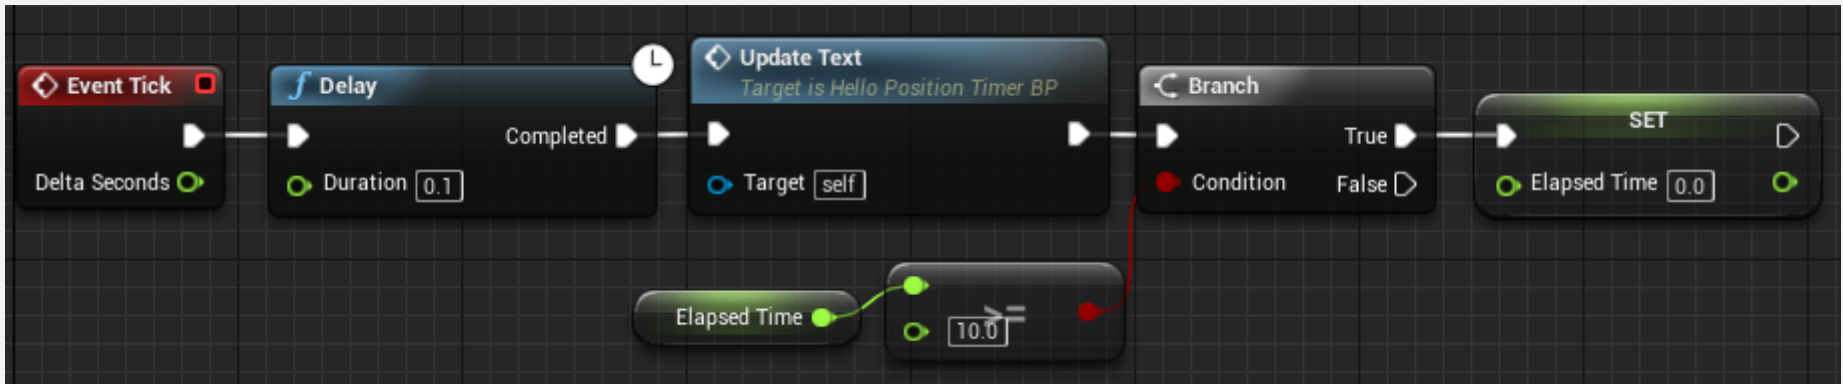 Event Tick
Delta Seconds
Delay
Completed
Duration 0.1
Update Text
Target is Hello Position Timer BP
Target self
Branch
True
Condition
False
SET
Elapsed Time 0.0
Elapsed Time
>=
10.0